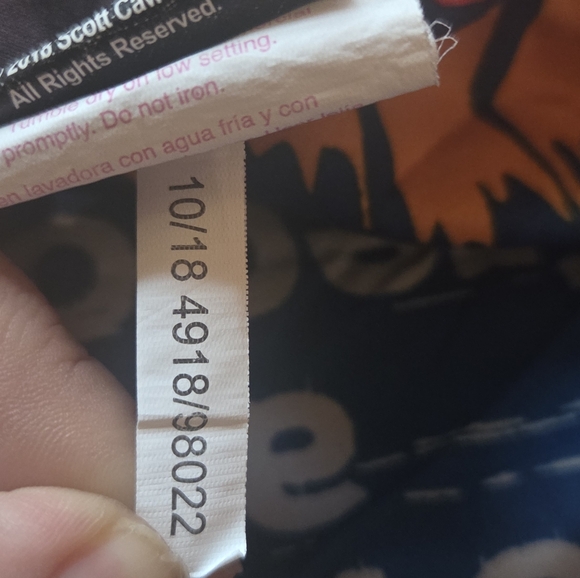 2018 Scott Caw
All Rights Reserved.
Tumble dry on low setting.
promptly. Do not iron.
en lavadora con agua fría y con
10/18 4918/98022
e